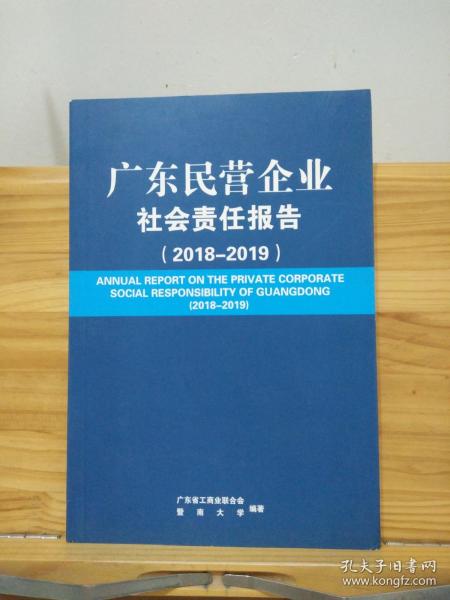 广东民营企业
社会责任报告
（2018-2019）
ANNUAL REPORT ON THE PRIVATE CORPORATE
SOCIAL RESPONSIBILITY OF GUANGDONG
(2018-2019)
广东省工商业联合会
暨南大学 编著
孔夫子旧书网
www.kongfz.com